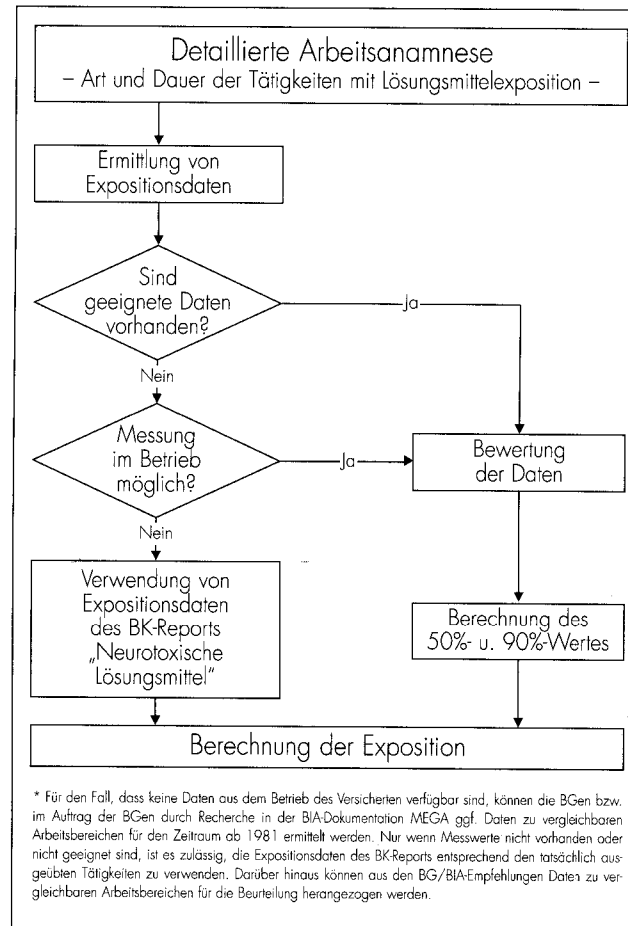 Detaillierte Arbeitsanamnese
– Art und Dauer der Tätigkeiten mit Lösungsmittelexposition –
Ermittlung von
Expositionsdaten
Sind
geeignete Daten
vorhanden?
Ja
Nein
Messung
im Betrieb
möglich?
Ja
Bewertung
der Daten
Nein
Verwendung von
Expositionsdaten
des BK-Reports
„Neurotoxische
Lösungsmittel"
Berechnung des
50%- u. 90%-Wertes
Berechnung der Exposition
* Für den Fall, dass keine Daten aus dem Betrieb des Versicherten verfügbar sind, können die BGen bzw.
im Auftrag der BGen durch Recherche in der BIA-Dokumentation MEGA ggf. Daten zu vergleichbaren
Arbeitsbereichen für den Zeitraum ab 1981 ermittelt werden. Nur wenn Messwerte nicht vorhanden oder
nicht geeignet sind, ist es zulässig, die Expositionsdaten des BK-Reports entsprechend den tatsächlich aus-
geübten Tätigkeiten zu verwenden. Darüber hinaus können aus den BG/BIA-Empfehlungen Daten zu ver-
gleichbaren Arbeitsbereichen für die Beurteilung herangezogen werden.